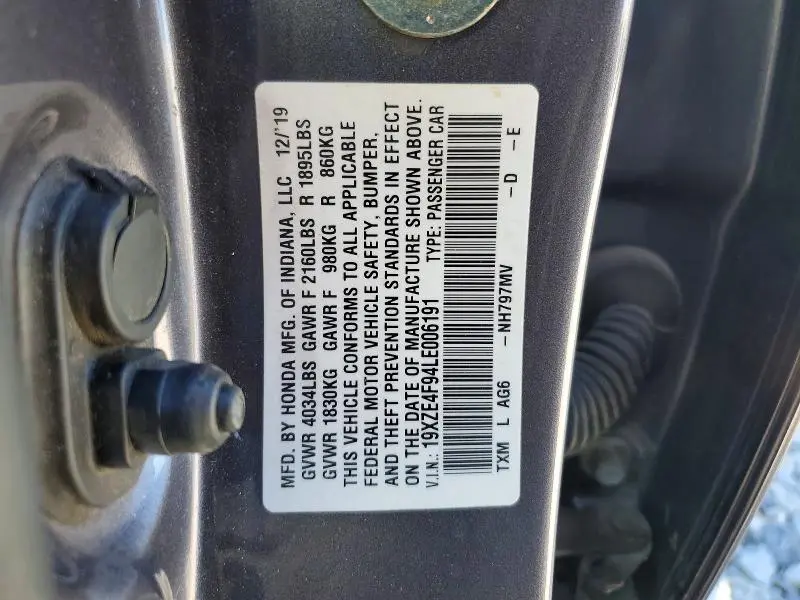 MFD. BY HONDA MFG. OF INDIANA, LLC 12/'19
GVWR 4034LBS GAWR F 2160LBS R 1895LBS
GVWR 1830KG GAWR F 980KG R 860KG
THIS VEHICLE CONFORMS TO ALL APPLICABLE
FEDERAL MOTOR VEHICLE SAFETY, BUMPER,
AND THEFT PREVENTION STANDARDS IN EFFECT
ON THE DATE OF MANUFACTURE SHOWN ABOVE.
V.I.N.: 19XZE4F94LE006191 TYPE: PASSENGER CAR
TXM L AG6 -NH797MV -D -E